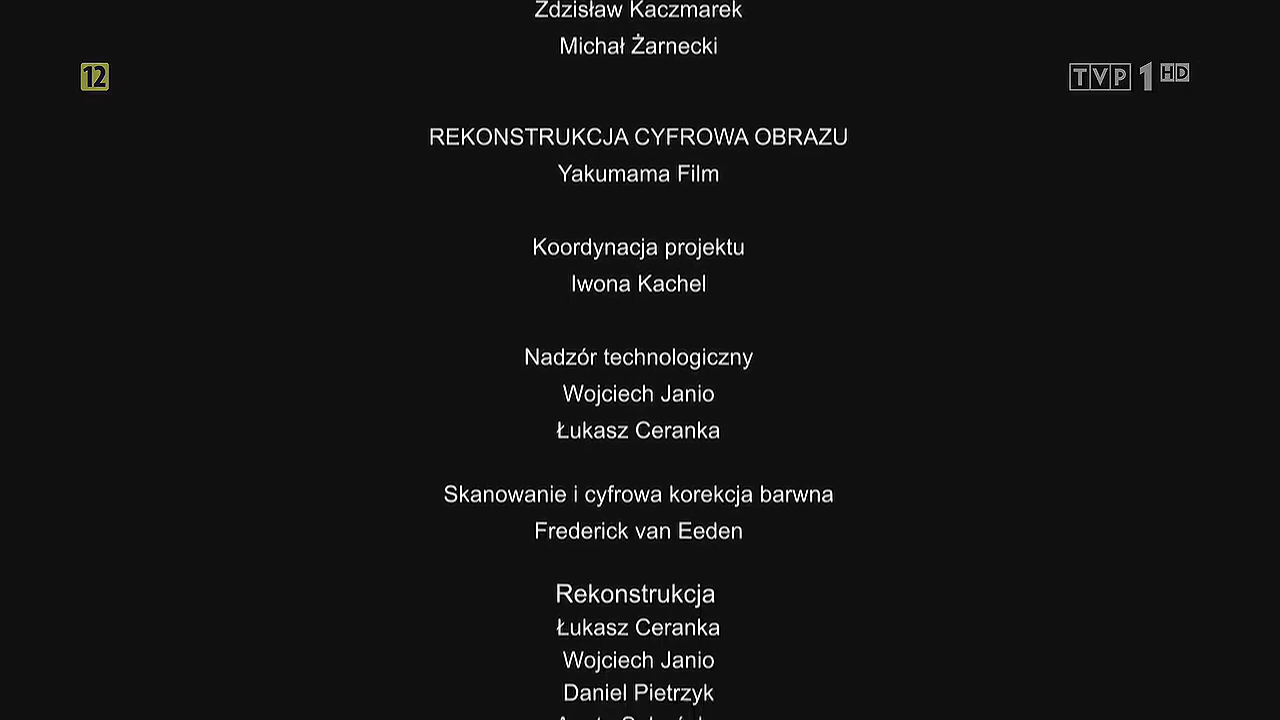 Zdzisław Kaczmarek
Michał Żarnecki
12
TVP 1 HD
REKONSTRUKCJA CYFROWA OBRAZU
Yakumama Film
Koordynacja projektu
Iwona Kachel
Nadzór technologiczny
Wojciech Janio
Łukasz Ceranka
Skanowanie i cyfrowa korekcja barwna
Frederick van Eeden
Rekonstrukcja
Łukasz Ceranka
Wojciech Janio
Daniel Pietrzyk